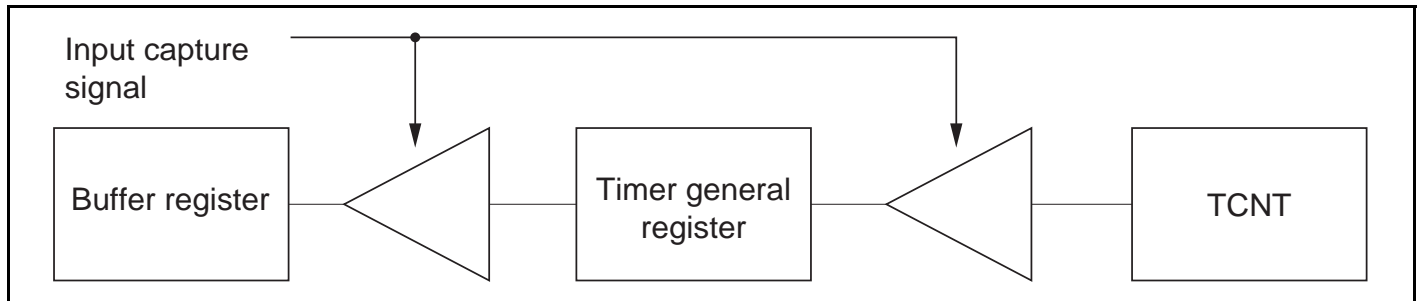 Input capture
signal
Buffer register
Timer general
register
TCNT